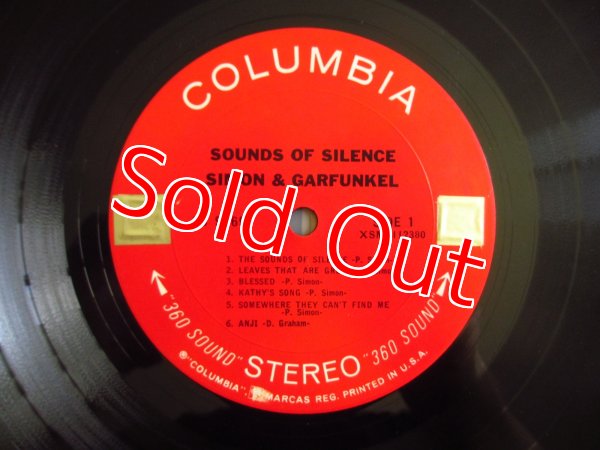 COLUMBIA
SOUNDS OF SILENCE
SIMON & GARFUNKEL
Sold Out
1
1. THE SOUNDS OF SILENCE -P. Simon-
2. LEAVES THAT ARE
3. BLESSED -P. Simon-
4. KATHY'S SONG -P. Simon-
5. SOMEWHERE THEY CAN'T FIND ME
-P. Simon-
6. ANJI -D. Graham-
"360 SOUND" STEREO "360 SOUND"
"COLUMBIA" MARCAS REG. PRINTED IN U.S.A.